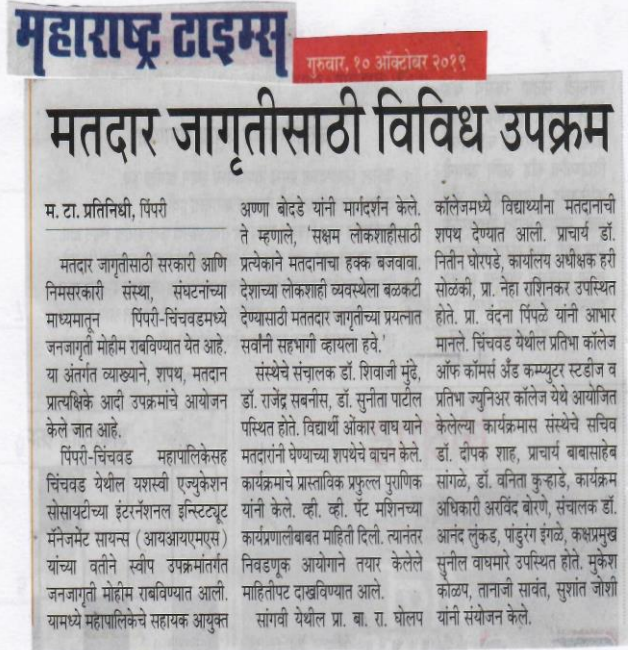 महाराष्ट्र टाइम्स
गुरुवार, १० ऑक्टोबर २०१९
मतदार जागृतीसाठी विविध उपक्रम
म. टा. प्रतिनिधी, पिंपरी
मतदार जागृतीसाठी सरकारी आणि
निमसरकारी संस्था, संघटनांच्या
माध्यमातून पिंपरी-चिंचवडमध्ये
जनजागृती मोहीम राबविण्यात येत आहे.
या अंतर्गत व्याख्याने, शपथ, मतदान
प्रात्यक्षिके आदी उपक्रमांचे आयोजन
केले जात आहे.
पिंपरी-चिंचवड महापालिकेसह
चिंचवड येथील यशस्वी एज्युकेशन
सोसायटीच्या इंटरनॅशनल इन्स्टिट्यूट
मॅनेजमेंट सायन्स (आयआयएमएस)
यांच्या वतीने स्वीप उपक्रमांतर्गत
जनजागृती मोहीम राबविण्यात आली.
यामध्ये महापालिकेचे सहायक आयुक्त
अण्णा बोदडे यांनी मार्गदर्शन केले.
ते म्हणाले, 'सक्षम लोकशाहीसाठी
प्रत्येकाने मतदानाचा हक्क बजवावा.
देशाच्या लोकशाही व्यवस्थेला बळकटी
देण्यासाठी मततदार जागृतीच्या प्रयत्नात
सर्वांनी सहभागी व्हायला हवे.'
संस्थेचे संचालक डॉ. शिवाजी मुंढे,
डॉ. राजेंद्र सबनीस, डॉ. सुनीता पाटील
पस्थित होते. विद्यार्थी ओंकार वाघ याने
मतदारांनी घेण्याच्या शपथेचे वाचन केले.
कार्यक्रमाचे प्रास्ताविक प्रफुल्ल पुराणिक
यांनी केले. व्ही. व्ही. पॅट मशिनच्या
कार्यप्रणालीबाबत माहिती दिली. त्यानंतर
निवडणूक आयोगाने तयार केलेले
माहितीपट दाखविण्यात आले.
सांगवी येथील प्रा. बा. रा. घोलप
कॉलेजमध्ये विद्यार्थ्यांना मतदानाची
शपथ देण्यात आली. प्राचार्य डॉ.
नितीन घोरपडे, कार्यालय अधीक्षक हरी
सोळंकी, प्रा. नेहा राशिनकर उपस्थित
होते. प्रा. वंदना पिंपळे यांनी आभार
मानले. चिंचवड येथील प्रतिभा कॉलेज
ऑफ कॉमर्स अँड कम्प्युटर स्टडीज व
प्रतिभा ज्युनिअर कॉलेज येथे आयोजित
केलेल्या कार्यक्रमास संस्थेचे सचिव
डॉ. दीपक शाह, प्राचार्य बाबासाहेब
सांगळे, डॉ. वनिता कुऱ्हाडे, कार्यक्रम
अधिकारी अरविंद बोरगे, संचालक डॉ.
आनंद लुंकड, पांडुरंग इंगळे, कक्षप्रमुख
सुनील वाघमारे उपस्थित होते. मुकेश
कोळप, तानाजी सावंत, सुशांत जोशी
यांनी संयोजन केले.